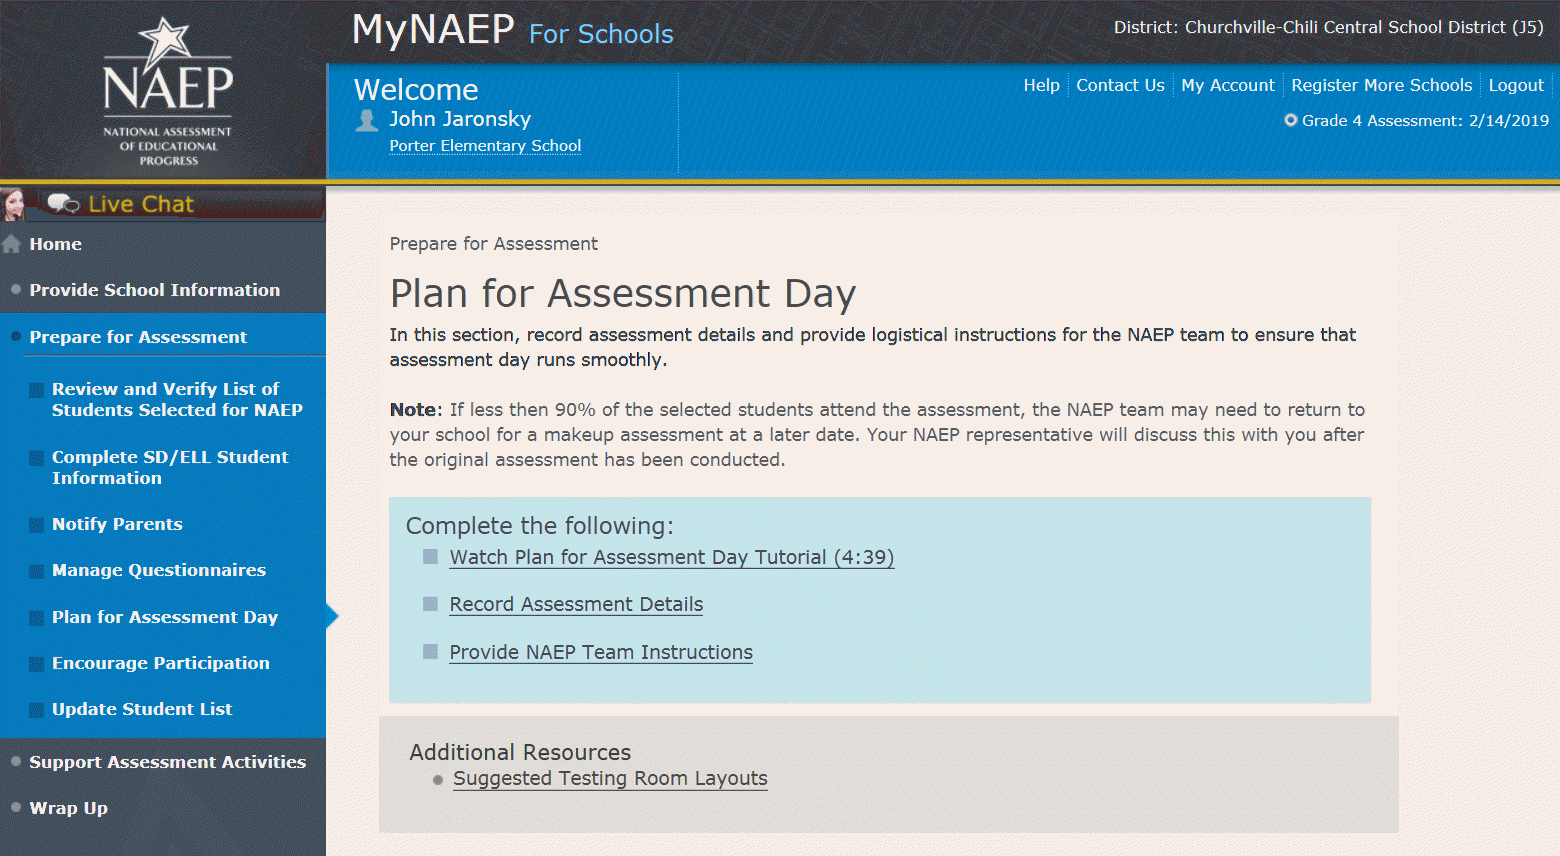 MyNAEP For Schools
District: Churchville-Chili Central School District (J5)
NAEP
NATIONAL ASSESSMENT
OF EDUCATIONAL
PROGRESS
Welcome
John Jaronsky
Porter Elementary School
Help
Contact Us
My Account
Register More Schools
Logout
Grade 4 Assessment: 2/14/2019
Live Chat
Home
Provide School Information
Prepare for Assessment
Review and Verify List of
Students Selected for NAEP
Complete SD/ELL Student
Information
Notify Parents
Manage Questionnaires
Plan for Assessment Day
Encourage Participation
Update Student List
Support Assessment Activities
Wrap Up
Prepare for Assessment
Plan for Assessment Day
In this section, record assessment details and provide logistical instructions for the NAEP team to ensure that
assessment day runs smoothly.
Note: If less then 90% of the selected students attend the assessment, the NAEP team may need to return to
your school for a makeup assessment at a later date. Your NAEP representative will discuss this with you after
the original assessment has been conducted.
Complete the following:
Watch Plan for Assessment Day Tutorial (4:39)
Record Assessment Details
Provide NAEP Team Instructions
Additional Resources
Suggested Testing Room Layouts